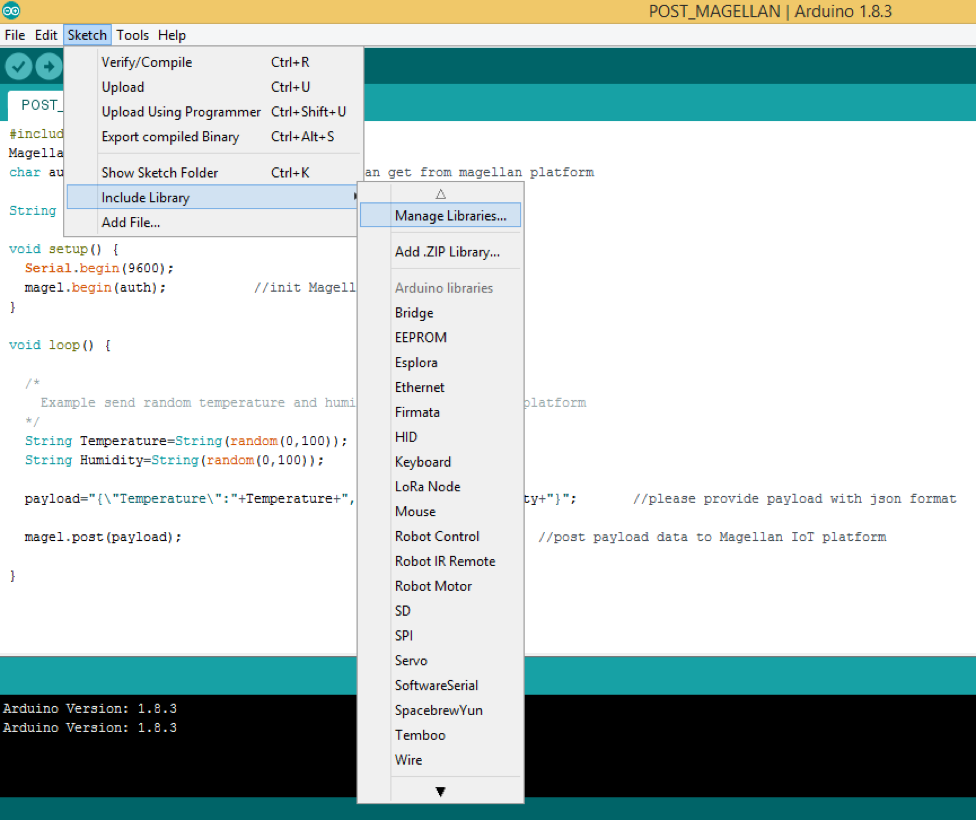 POST_MAGELLAN | Arduino 1.8.3
File Edit Sketch Tools Help
Verify/Compile Ctrl+R
Upload Ctrl+U
Upload Using Programmer Ctrl+Shift+U
Export compiled Binary Ctrl+Alt+S
Show Sketch Folder Ctrl+K
Include Library
Add File...
Manage Libraries...
Add .ZIP Library...
Arduino libraries
Bridge
EEPROM
Esplora
Ethernet
Firmata
HID
Keyboard
LoRa Node
Mouse
Robot Control
Robot IR Remote
Robot Motor
SD
SPI
Servo
SoftwareSerial
SpacebrewYun
Temboo
Wire
POST_
#includ
Magella
char au an get from magellan platform
String
void setup() {
Serial.begin(9600);
magel.begin(auth); //init Magell
}
void loop() {
/*
Example send random temperature and humi platform
*/
String Temperature=String(random(0,100));
String Humidity=String(random(0,100));
payload="{\"Temperature\":"+Temperature+", ty+"}"; //please provide payload with json format
magel.post(payload); //post payload data to Magellan IoT platform
}
Arduino Version: 1.8.3
Arduino Version: 1.8.3